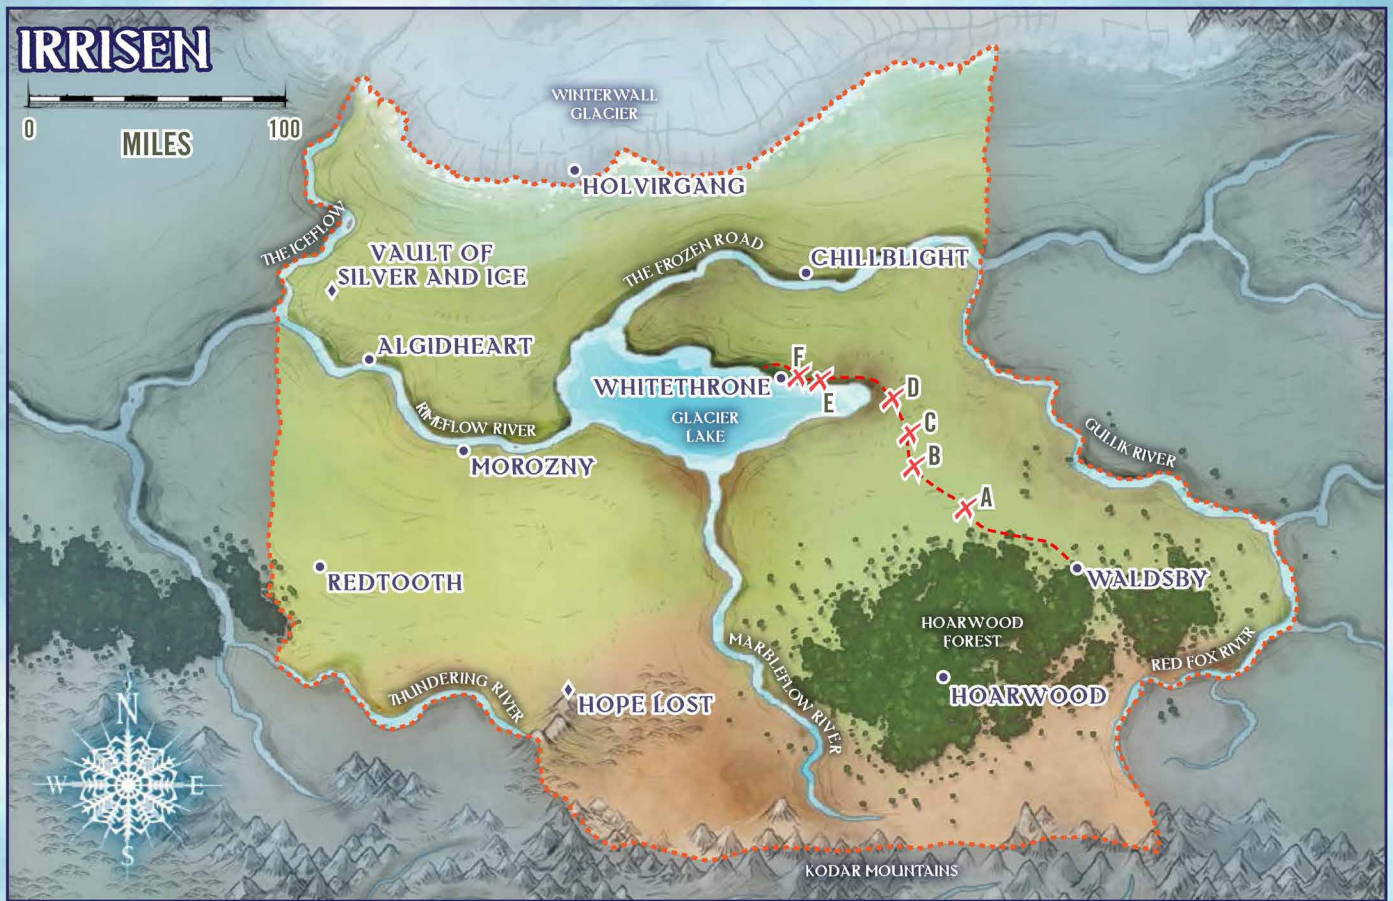 IRRISEN
0 100
MILES
WINTERWALL
GLACIER
HOLVIRGANG
THE ICEFLOW
VAULT OF
SILVER AND ICE
THE FROZEN ROAD
CHILLBLIGHT
ALGIDHEART
WHITETHRONE
F
E
D
GLACIER
LAKE
C
RIMEFLOW RIVER
B
GULLIK RIVER
MOROZNY
A
REDTOOTH
WALDSBY
HOARWOOD
FOREST
MARBLEFLOW RIVER
RED FOX RIVER
THUNDERING RIVER
HOPE LOST
HOARWOOD
N
W E
S
KODAR MOUNTAINS